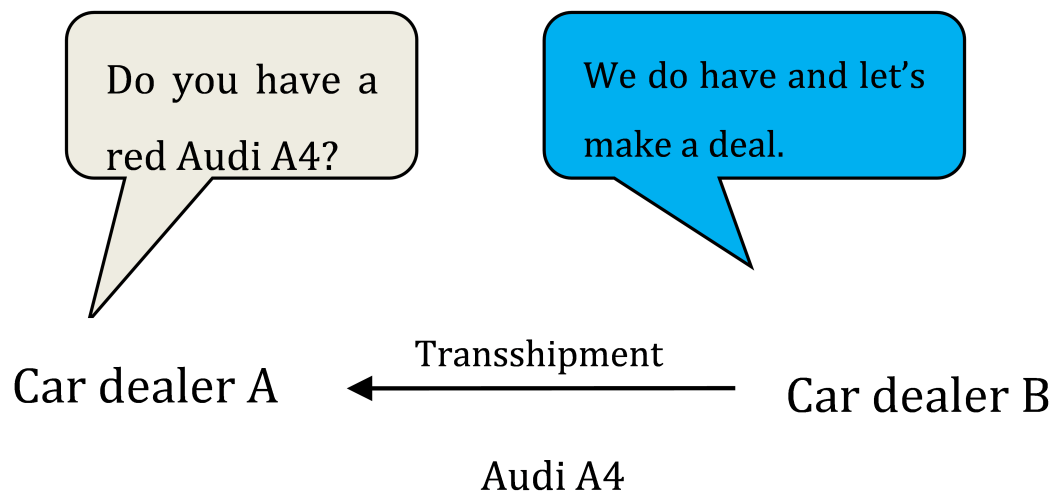 Do you have a
red Audi A4?
We do have and let’s
make a deal.
Transshipment
Car dealer A
Car dealer B
Audi A4